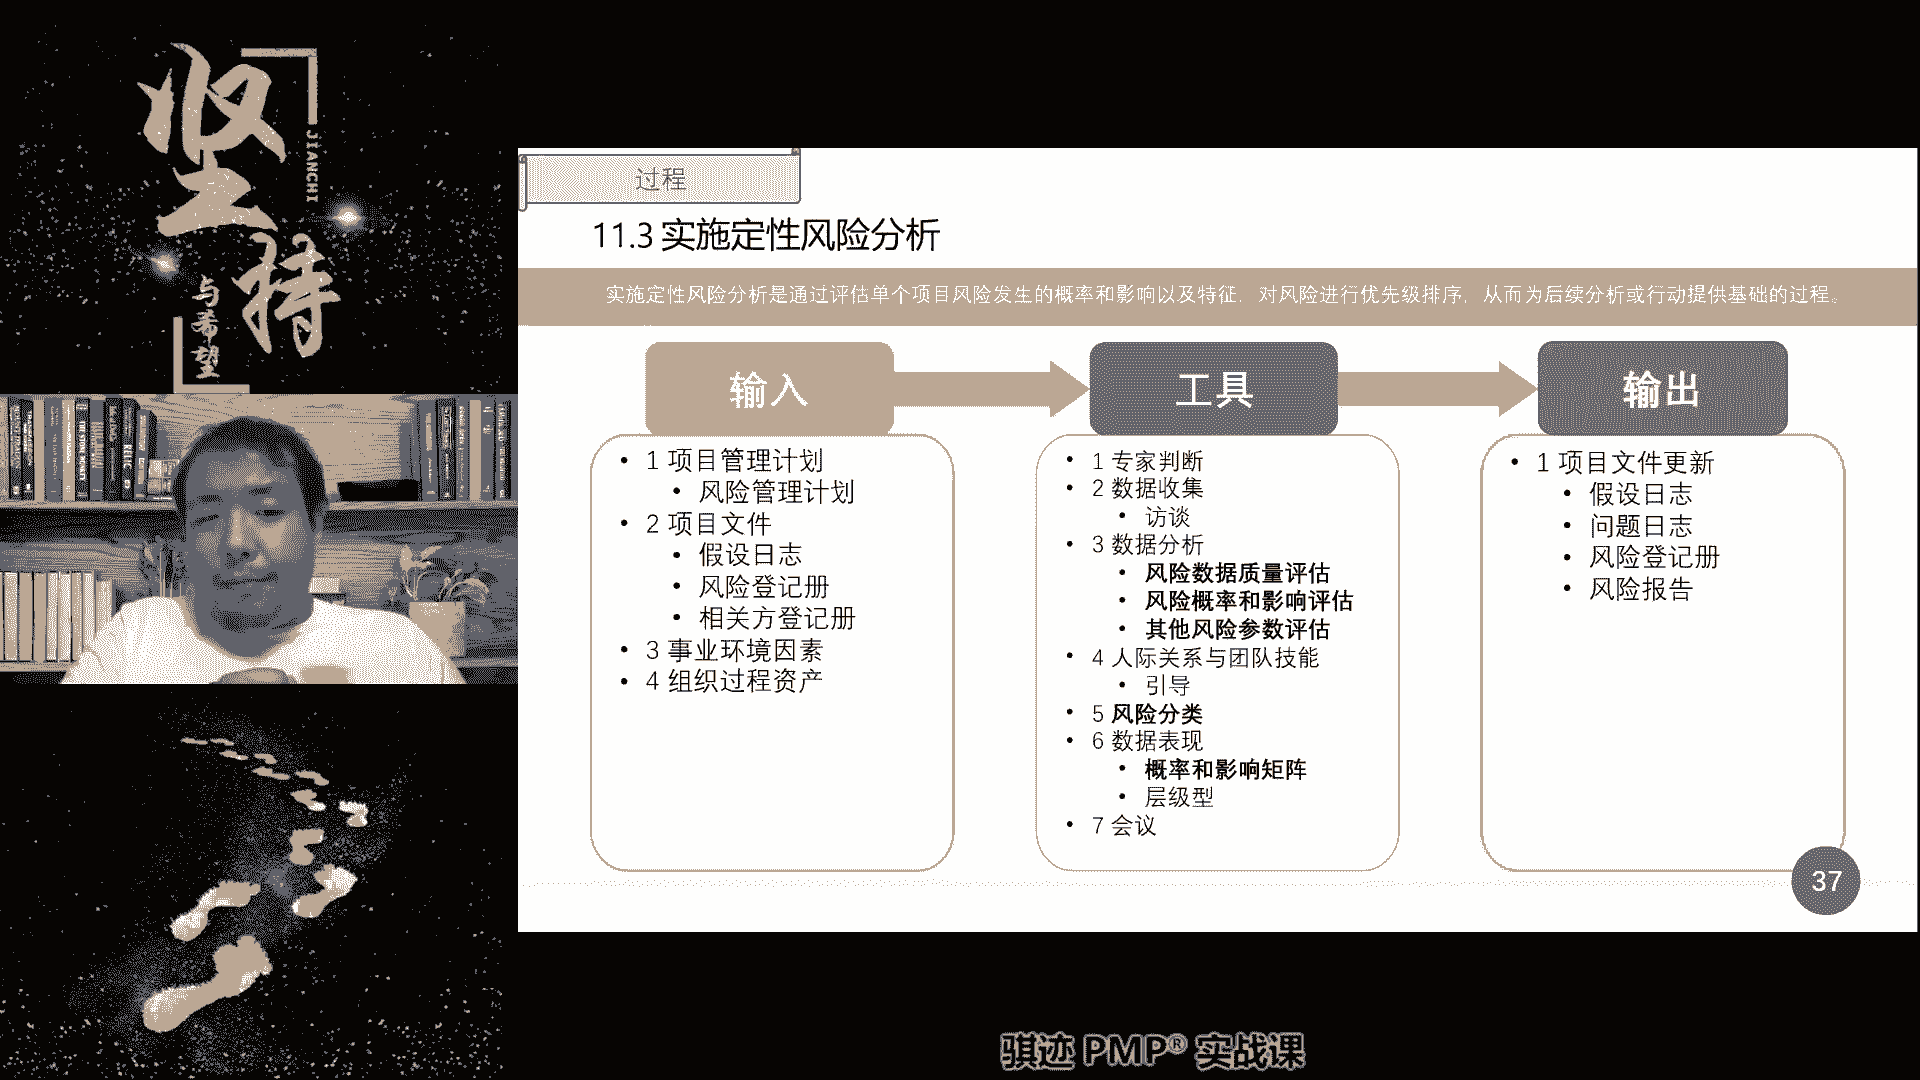 坚持
JIANCHI
与希望
过程
11.3 实施定性风险分析
实施定性风险分析是通过评估单个项目风险发生的概率和影响以及特征，对风险进行优先级排序，从而为后续分析或行动提供基础的过程。
输入
• 1 项目管理计划
• 风险管理计划
• 2 项目文件
• 假设日志
• 风险登记册
• 相关方登记册
• 3 事业环境因素
• 4 组织过程资产
工具
• 1 专家判断
• 2 数据收集
• 访谈
• 3 数据分析
• 风险数据质量评估
• 风险概率和影响评估
• 其他风险参数评估
• 4 人际关系与团队技能
• 引导
• 5 风险分类
• 6 数据表现
• 概率和影响矩阵
• 层级型
• 7 会议
输出
• 1 项目文件更新
• 假设日志
• 问题日志
• 风险登记册
• 风险报告
37
骐迹 PMP® 实战课